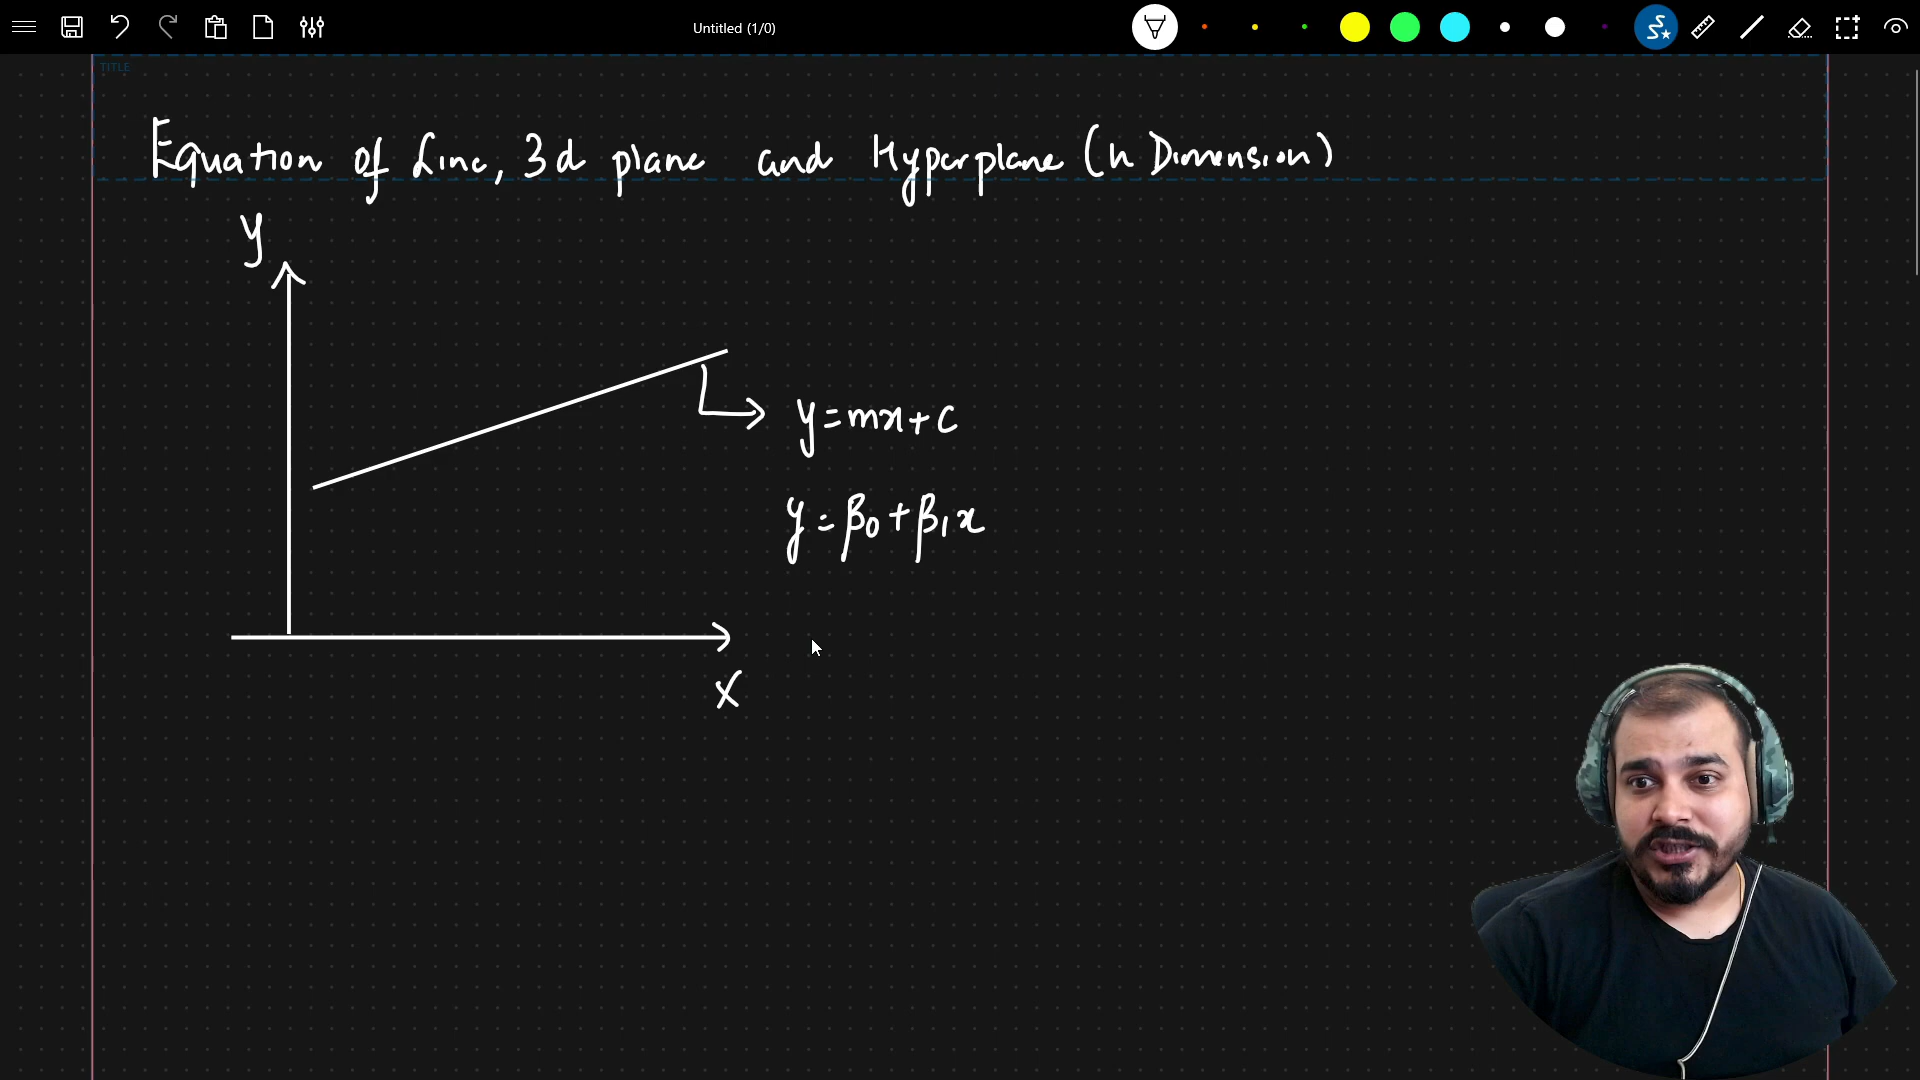 Untitled (1/0)
TITLE
Equation of Line, 3d plane and Hyperplane (n Dimension)
y
y=mx+c
y=β0+β1x
x